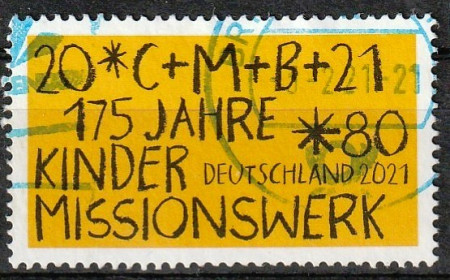 20*C+M+B+21
175 JAHRE
*80
KINDER DEUTSCHLAND 2021
MISSIONSWERK